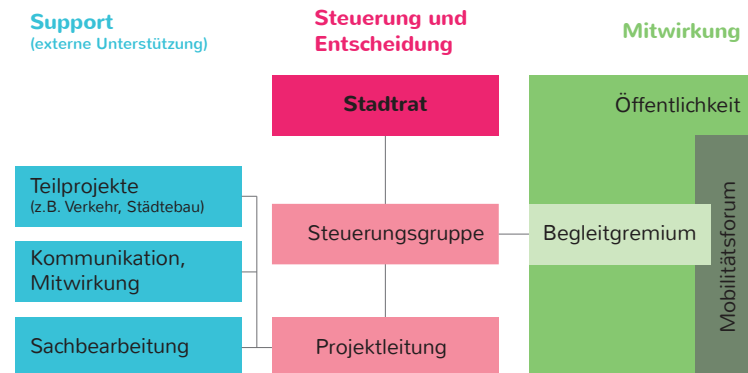 Support
(externe Unterstützung)
Steuerung und
Entscheidung
Mitwirkung
Stadtrat
Öffentlichkeit
Teilprojekte
(z.B. Verkehr, Städtebau)
Steuerungsgruppe
Begleitgremium
Mobilitätsforum
Kommunikation,
Mitwirkung
Sachbearbeitung
Projektleitung